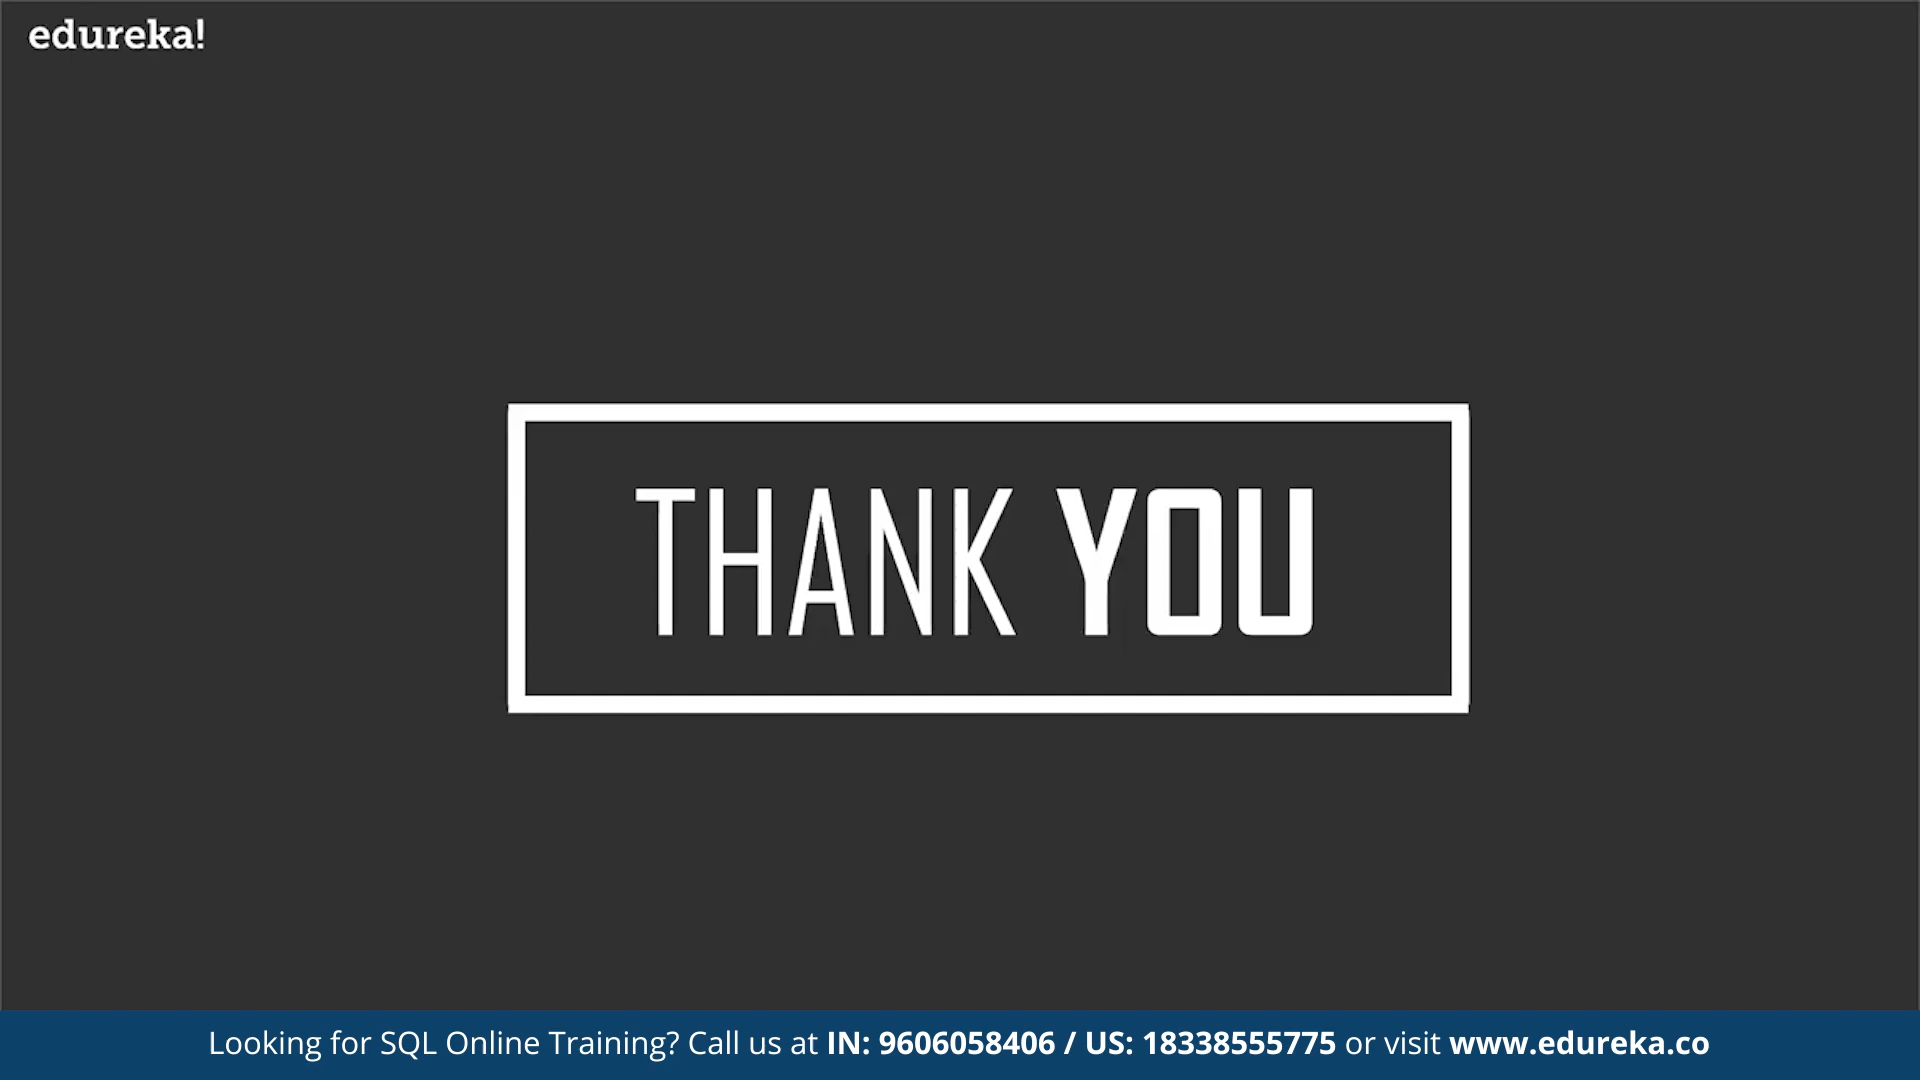 edureka!
THANK YOU
Looking for SQL Online Training? Call us at IN: 9606058406 / US: 18338555775 or visit www.edureka.co